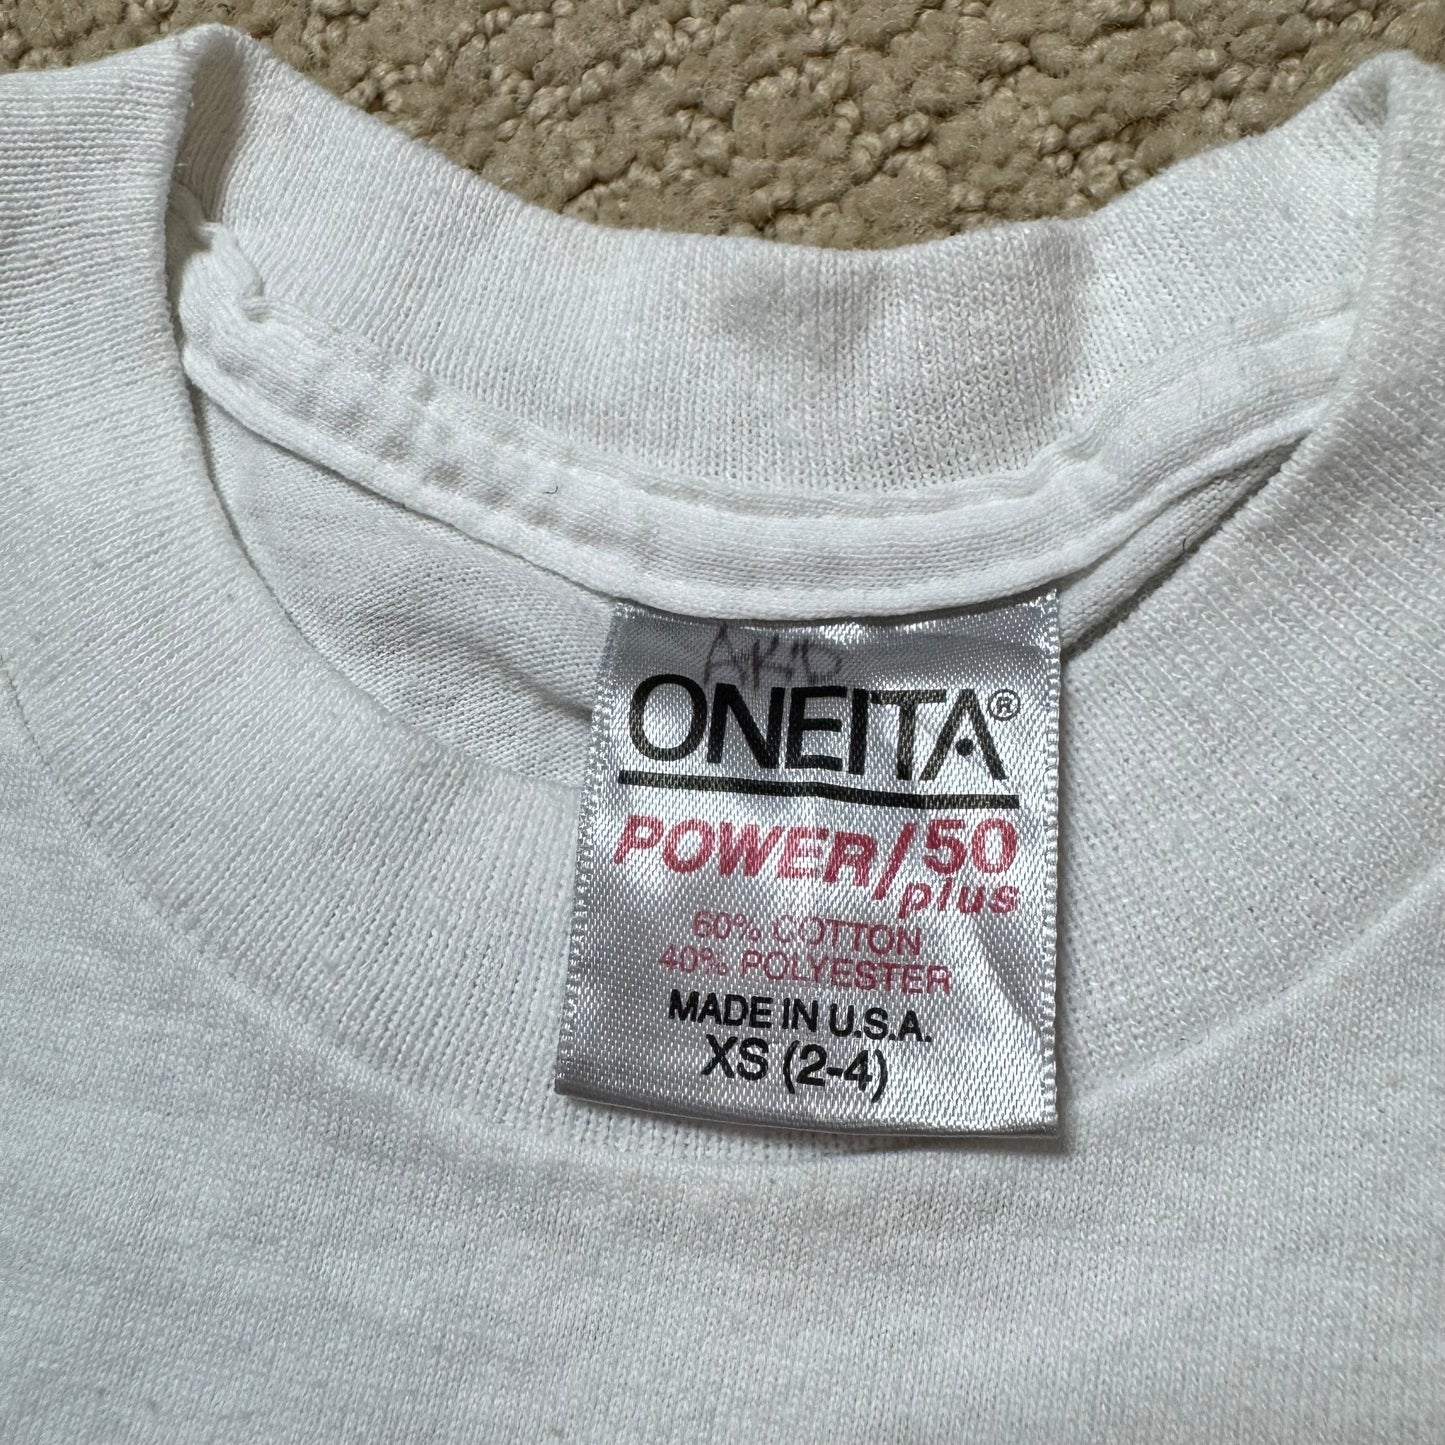 ONEITA®
POWER/50
plus
60% COTTON
40% POLYESTER
MADE IN U.S.A.
XS (2-4)